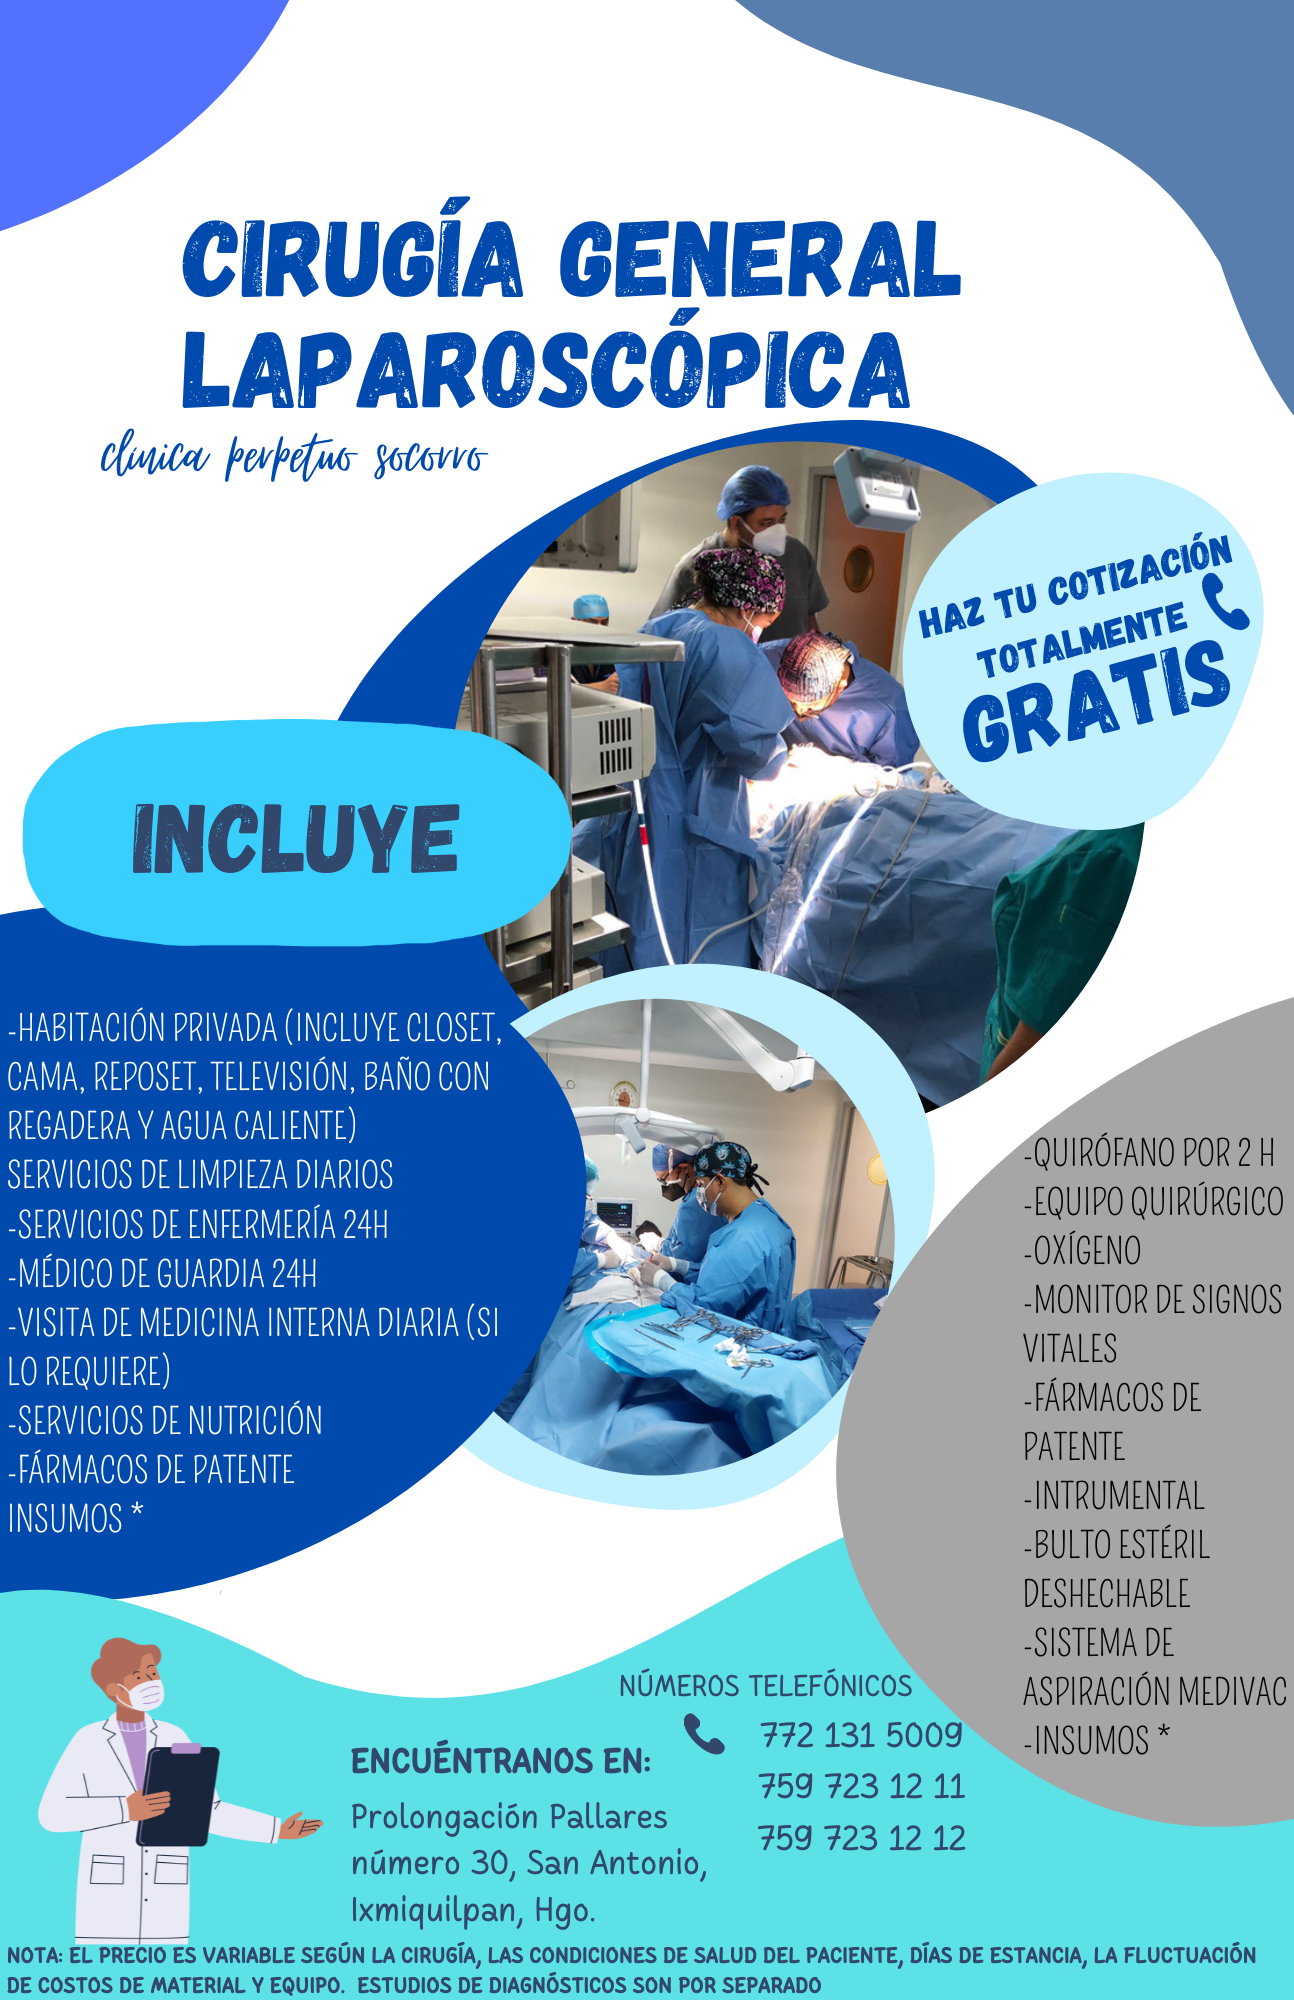 CIRUGÍA GENERAL
LAPAROSCÓPICA
clínica perpetuo socorro
HAZ TU COTIZACIÓN
TOTALMENTE
GRATIS
INCLUYE
-HABITACIÓN PRIVADA (INCLUYE CLOSET,
CAMA, REPOSET, TELEVISIÓN, BAÑO CON
REGADERA Y AGUA CALIENTE)
SERVICIOS DE LIMPIEZA DIARIOS
-SERVICIOS DE ENFERMERÍA 24H
-MÉDICO DE GUARDIA 24H
-VISITA DE MEDICINA INTERNA DIARIA (SI
LO REQUIERE)
-SERVICIOS DE NUTRICIÓN
-FÁRMACOS DE PATENTE
INSUMOS *
-QUIRÓFANO POR 2 H
-EQUIPO QUIRÚRGICO
-OXÍGENO
-MONITOR DE SIGNOS
VITALES
-FÁRMACOS DE
PATENTE
-INTRUMENTAL
-BULTO ESTÉRIL
DESHECHABLE
-SISTEMA DE
ASPIRACIÓN MEDIVAC
-INSUMOS *
NÚMEROS TELEFÓNICOS
772 131 5009
759 723 12 11
759 723 12 12
ENCUÉNTRANOS EN:
Prolongación Pallares
número 30, San Antonio,
Ixmiquilpan, Hgo.
NOTA: EL PRECIO ES VARIABLE SEGÚN LA CIRUGÍA, LAS CONDICIONES DE SALUD DEL PACIENTE, DÍAS DE ESTANCIA, LA FLUCTUACIÓN
DE COSTOS DE MATERIAL Y EQUIPO.  ESTUDIOS DE DIAGNÓSTICOS SON POR SEPARADO